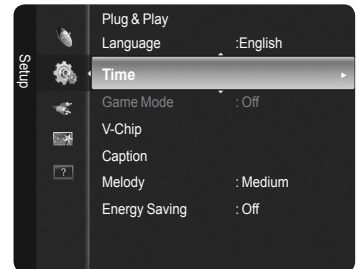 Setup
Plug & Play
Language :English
Time
Game Mode : Off
V-Chip
Caption
Melody : Medium
Energy Saving : Off
?